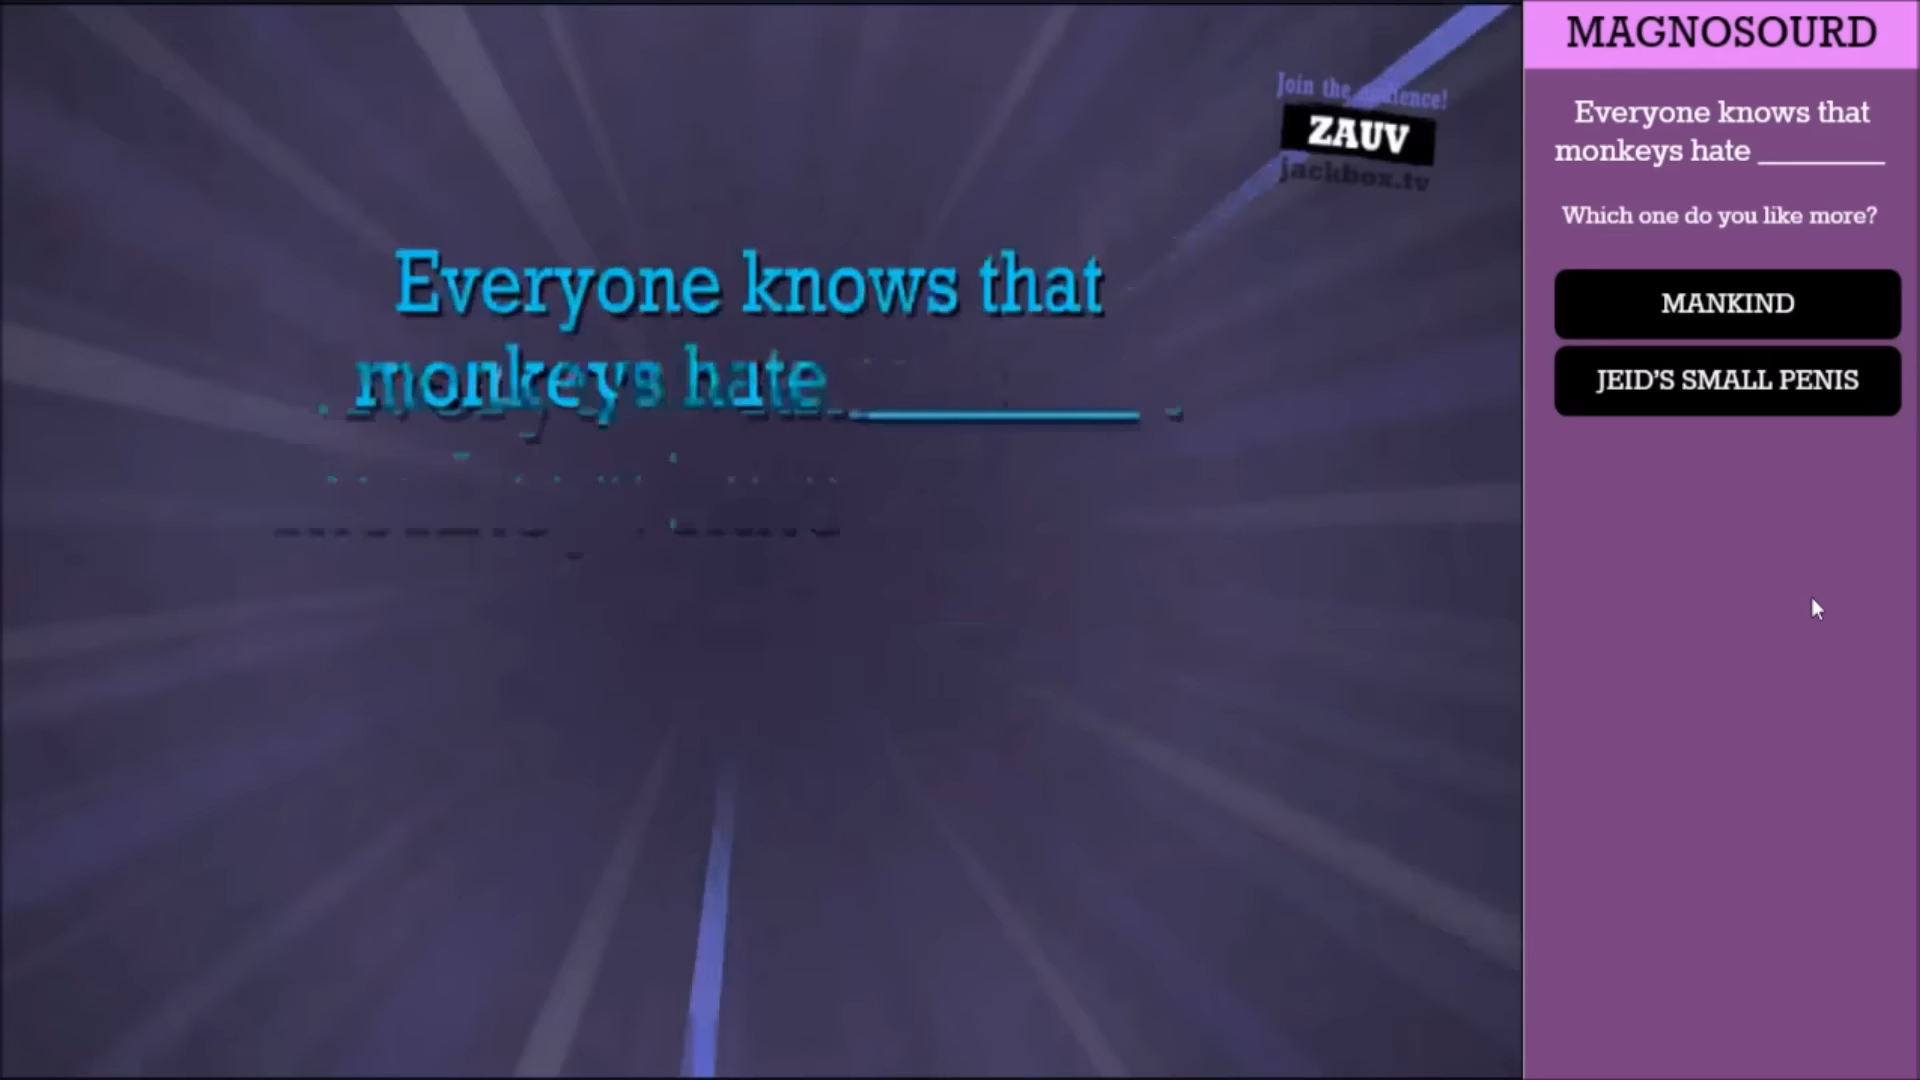 Join the audience!
ZAUV
jackbox.tv
Everyone knows that
monkeys hate ________
MAGNOSOURD
Everyone knows that
monkeys hate ________
Which one do you like more?
MANKIND
JEID'S SMALL PENIS